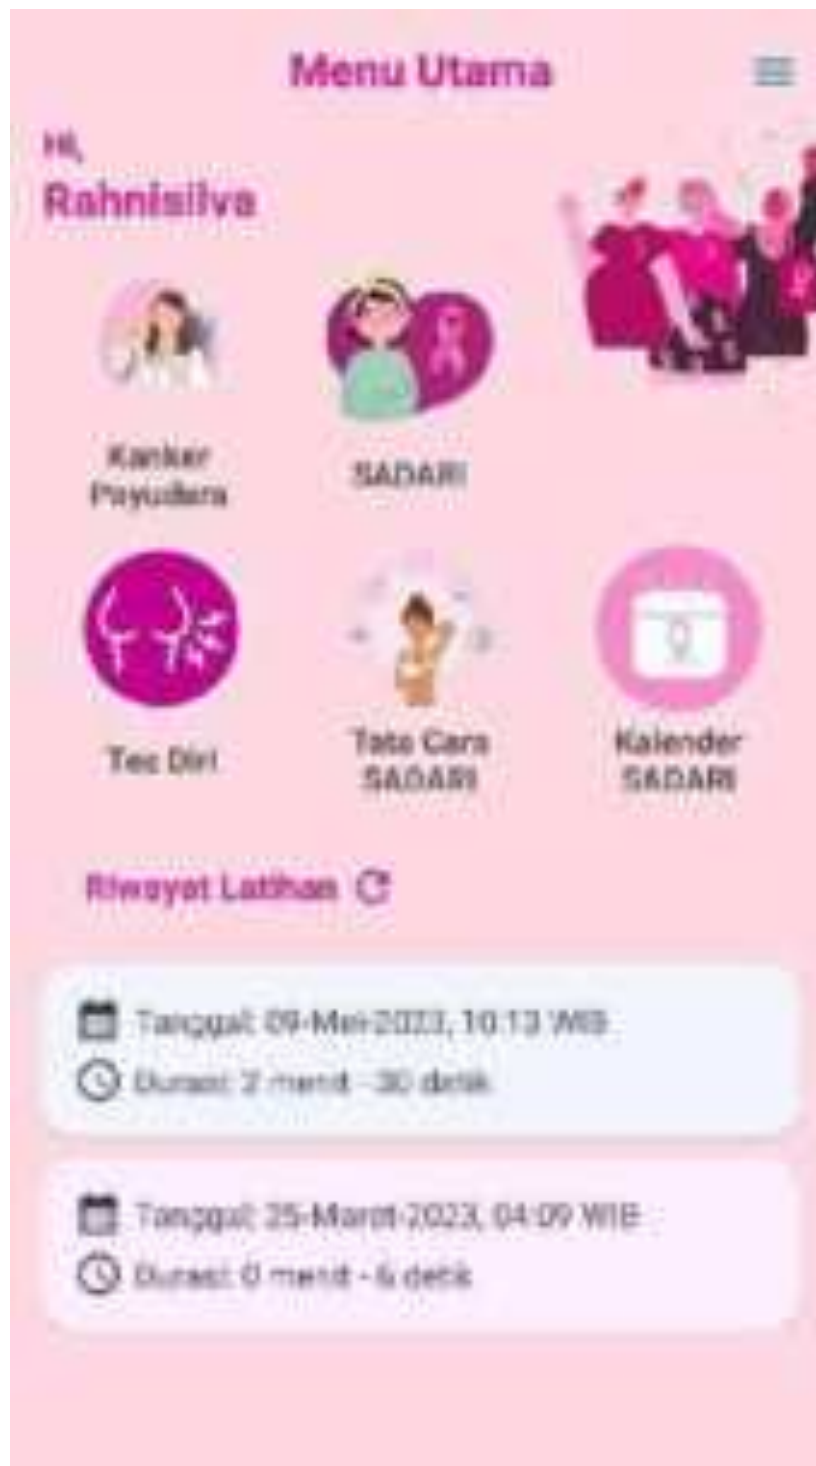 Menu Utama
Hi,
Rahnisilva
Kanker
Payudara
SADARI
Tes Diri
Tata Cara
SADARI
Kalender
SADARI
Riwayat Latihan
Tanggal: 09-Mei-2023, 10:13 WIB
Durasi: 2 menit - 30 detik
Tanggal: 25-Maret-2023, 04:09 WIB
Durasi: 0 menit - 6 detik